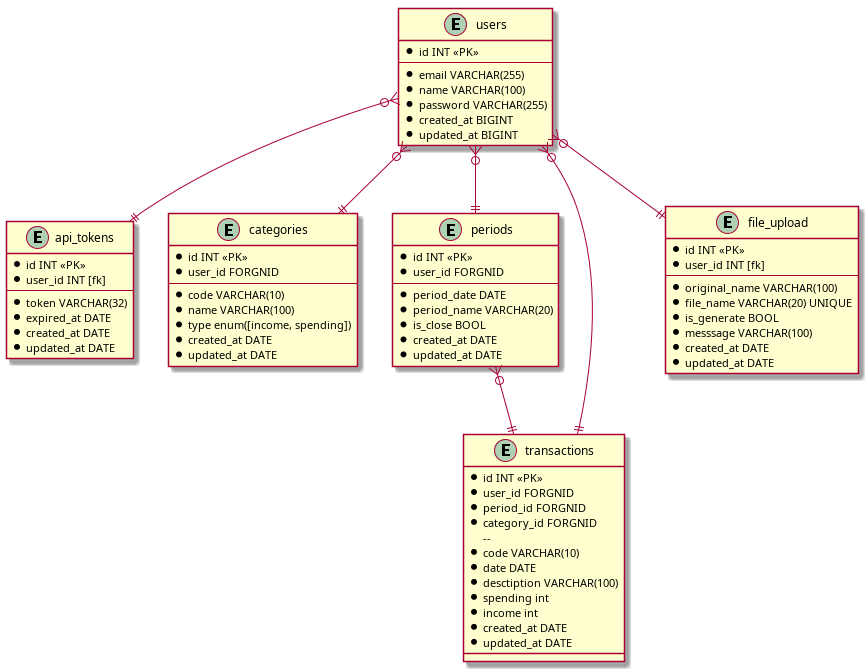 E users
id INT «PK»
email VARCHAR(255)
name VARCHAR(100)
password VARCHAR(255)
created_at BIGINT
updated_at BIGINT
E api_tokens
id INT «PK»
user_id INT [fk]
token VARCHAR(32)
expired_at DATE
created_at DATE
updated_at DATE
E categories
id INT «PK»
user_id FORGNID
code VARCHAR(10)
name VARCHAR(100)
type enum([income, spending])
created_at DATE
updated_at DATE
E periods
id INT «PK»
user_id FORGNID
period_date DATE
period_name VARCHAR(20)
is_close BOOL
created_at DATE
updated_at DATE
E file_upload
id INT «PK»
user_id INT [fk]
original_name VARCHAR(100)
file_name VARCHAR(20) UNIQUE
is_generate BOOL
messsage VARCHAR(100)
created_at DATE
updated_at DATE
E transactions
id INT «PK»
user_id FORGNID
period_id FORGNID
category_id FORGNID
--
code VARCHAR(10)
date DATE
desctiption VARCHAR(100)
spending int
income int
created_at DATE
updated_at DATE